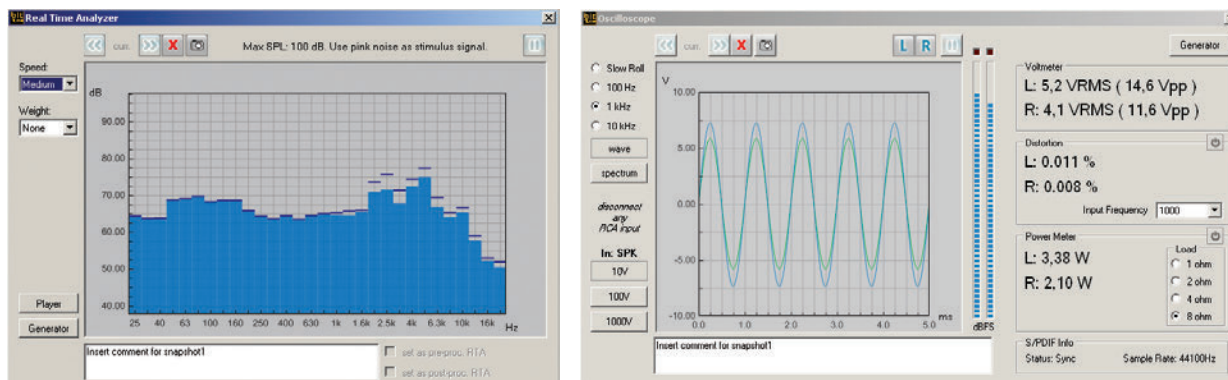 Real Time Analyzer
curr.
X
Max SPL: 100 dB. Use pink noise as stimulus signal.
Speed:
Medium
Weight:
None
dB
90.00
80.00
70.00
60.00
50.00
40.00
25 40 63 100 160 250 400 630 1k 1.6k 2.5k 4k 6.3k 10k 16k Hz
Player
Generator
Insert comment for snapshot1
set as pre-proc. RTA
set as post-proc. RTA
Oscilloscope
curr.
X
L R
Generator
Slow Roll
100 Hz
1 kHz
10 kHz
wave
spectrum
disconnect
any
RCA input
In: SPK
10V
100V
1000V
V
10.00
5.00
0.00
-5.00
-10.00
0.0 1.0 2.0 3.0 4.0 5.0 ms
dBFS
Insert comment for snapshot1
Voltmeter
L: 5,2 VRMS ( 14,6 Vpp )
R: 4,1 VRMS ( 11,6 Vpp )
Distortion
L: 0.011 %
R: 0.008 %
Input Frequency 1000
Power Meter
L: 3,38 W
R: 2,10 W
Load
1 ohm
2 ohm
4 ohm
8 ohm
S/PDIF Info
Status: Sync Sample Rate: 44100Hz